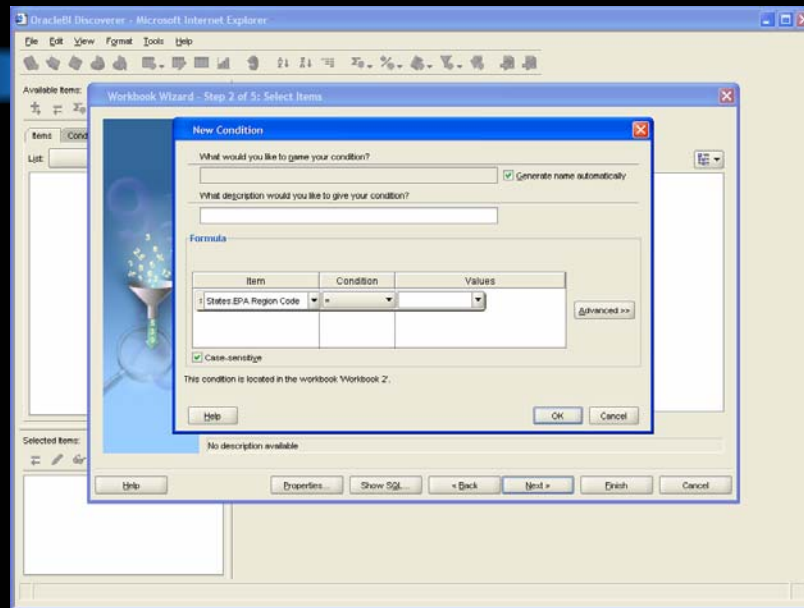 OracleBI Discoverer - Microsoft Internet Explorer
File Edit View Format Tools Help
Available Items:
Workbook Wizard - Step 2 of 5: Select Items
Items Cond
List:
New Condition
What would you like to name your condition?
Generate name automatically
What description would you like to give your condition?
Formula
Item Condition Values
States.EPA Region Code =
Advanced >>
Case-sensitive
This condition is located in the workbook 'Workbook 2'.
Help OK Cancel
Selected Items:
No description available
Help Properties... Show SQL... < Back Next > Finish Cancel